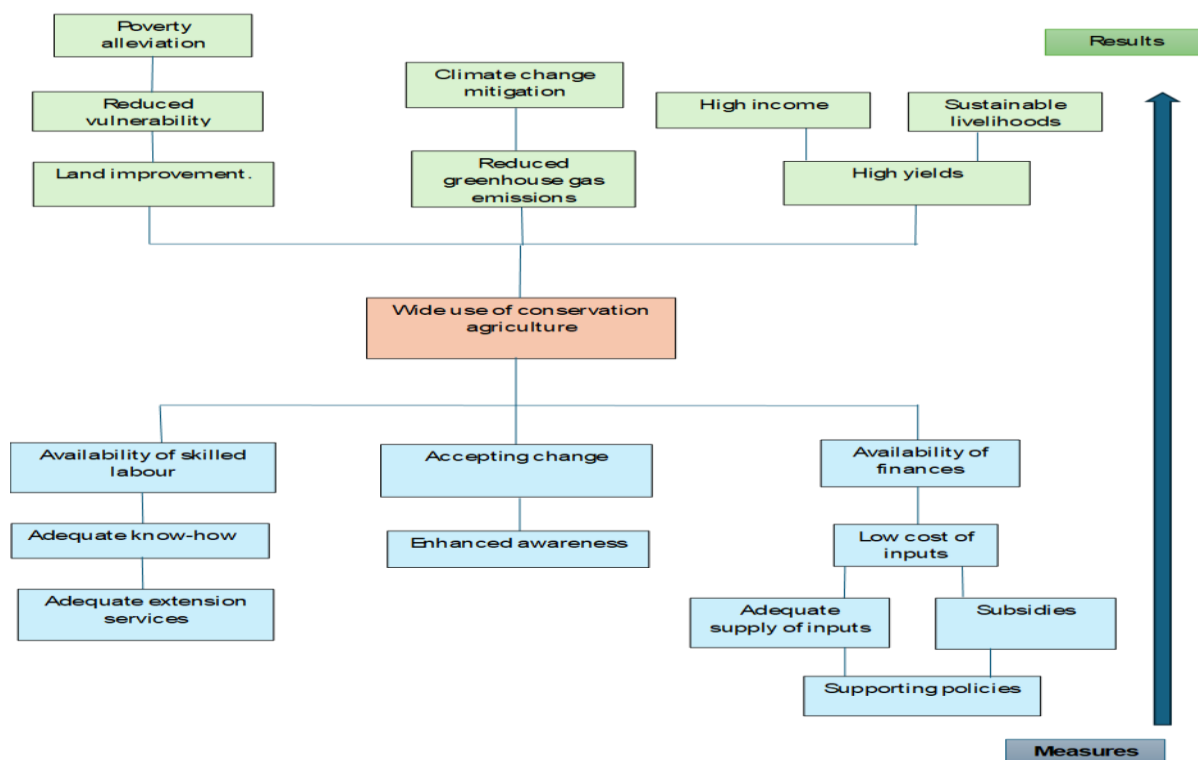 Poverty
alleviation
Results
Climate change
mitigation
Reduced
vulnerability
High income
Sustainable
livelihoods
Land improvement.
Reduced
greenhouse gas
emissions
High yields
Wide use of conservation
agriculture
Availability of skilled
labour
Accepting change
Availability of
finances
Adequate know-how
Enhanced awareness
Low cost of
inputs
Adequate extension
services
Adequate
supply of inputs
Subsidies
Supporting policies
Measures